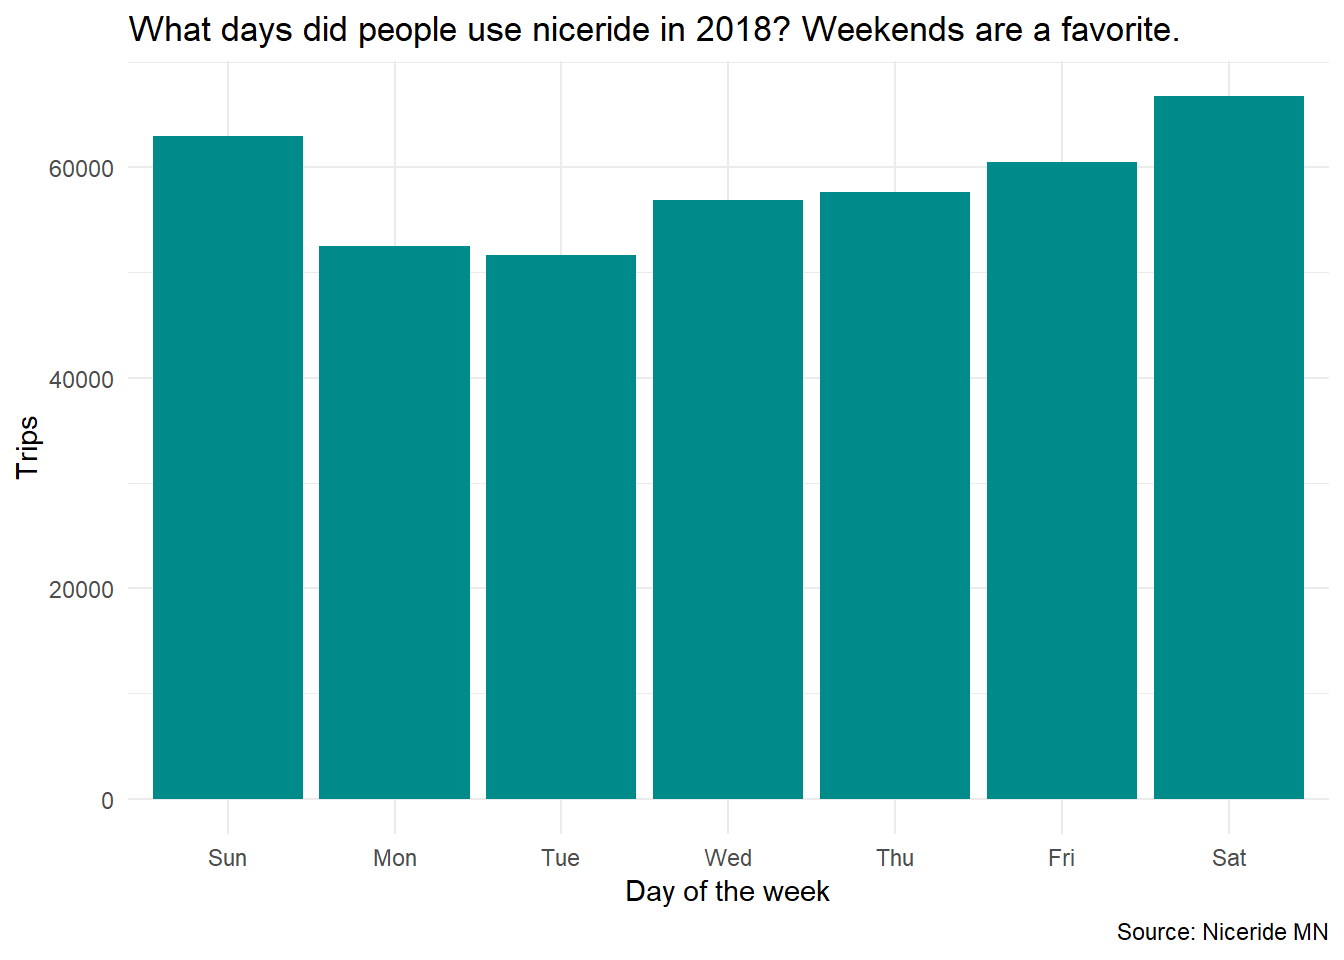 What days did people use niceride in 2018? Weekends are a favorite.
60000
40000
20000
0
Trips
Sun Mon Tue Wed Thu Fri Sat
Day of the week
Source: Niceride MN